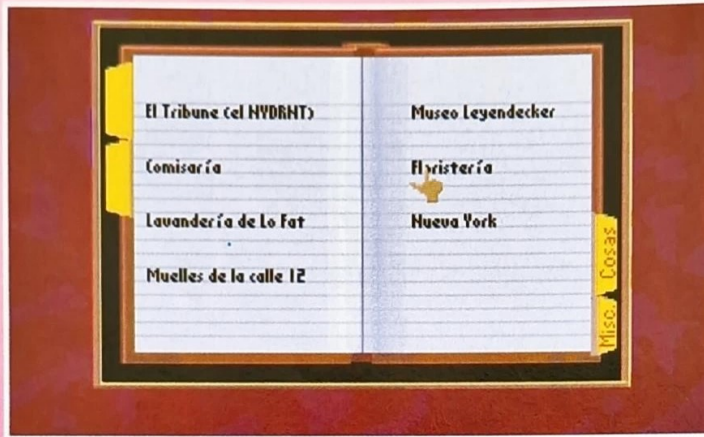 El Tribune (el NYDRNT)
Comisaría
Lavandería de Lo Fat
Muelles de la calle 12
Museo Leyendecker
Floristería
Nueva York
Cosas
Misc.